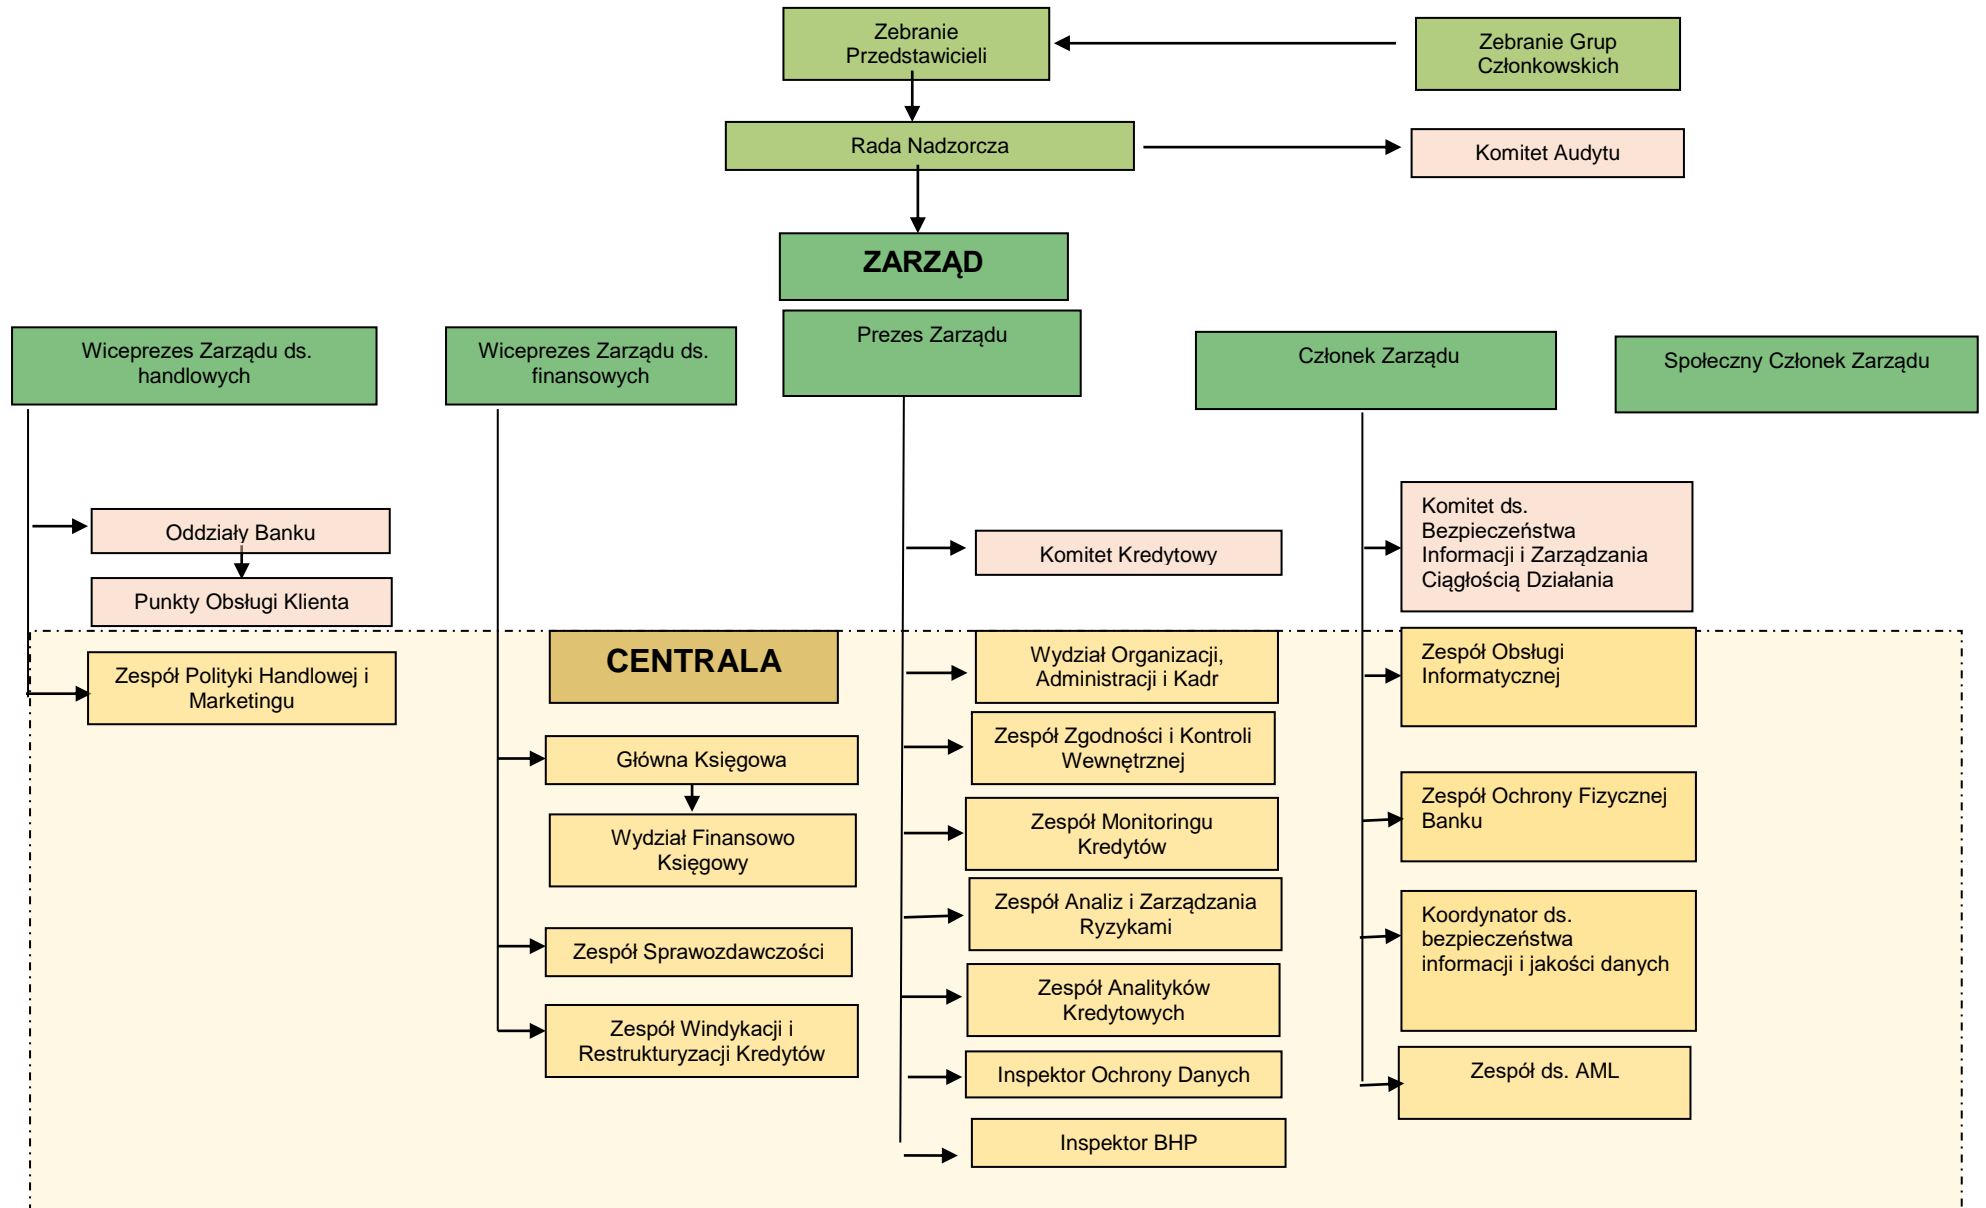 Zebranie
Przedstawicieli
Zebranie Grup
Członkowskich
Rada Nadzorcza
Komitet Audytu
ZARZĄD
Wiceprezes Zarządu ds.
handlowych
Wiceprezes Zarządu ds.
finansowych
Prezes Zarządu
Członek Zarządu
Społeczny Członek Zarządu
Oddziały Banku
Punkty Obsługi Klienta
Komitet Kredytowy
Komitet ds.
Bezpieczeństwa
Informacji i Zarządzania
Ciągłością Działania
CENTRALA
Zespół Polityki Handlowej i
Marketingu
Główna Księgowa
Wydział Finansowo
Księgowy
Zespół Sprawozdawczości
Zespół Windykacji i
Restrukturyzacji Kredytów
Wydział Organizacji,
Administracji i Kadr
Zespół Zgodności i Kontroli
Wewnętrznej
Zespół Monitoringu
Kredytów
Zespół Analiz i Zarządzania
Ryzykami
Zespół Analityków
Kredytowych
Inspektor Ochrony Danych
Inspektor BHP
Zespół Obsługi
Informatycznej
Zespół Ochrony Fizycznej
Banku
Koordynator ds.
bezpieczeństwa
informacji i jakości danych
Zespół ds. AML